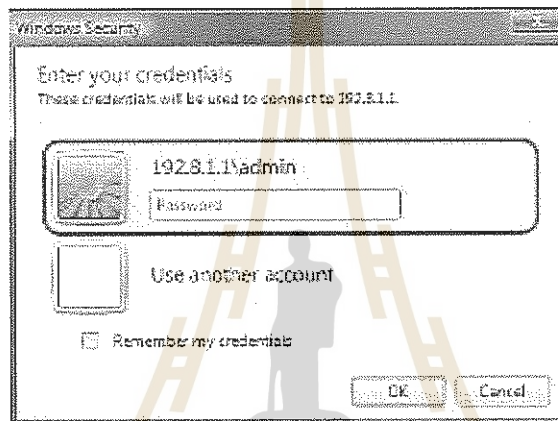 Windows Security
Enter your credentials
These credentials will be used to connect to 192.8.1.1.
192.8.1.1\admin
Password
Use another account
Remember my credentials
OK
Cancel